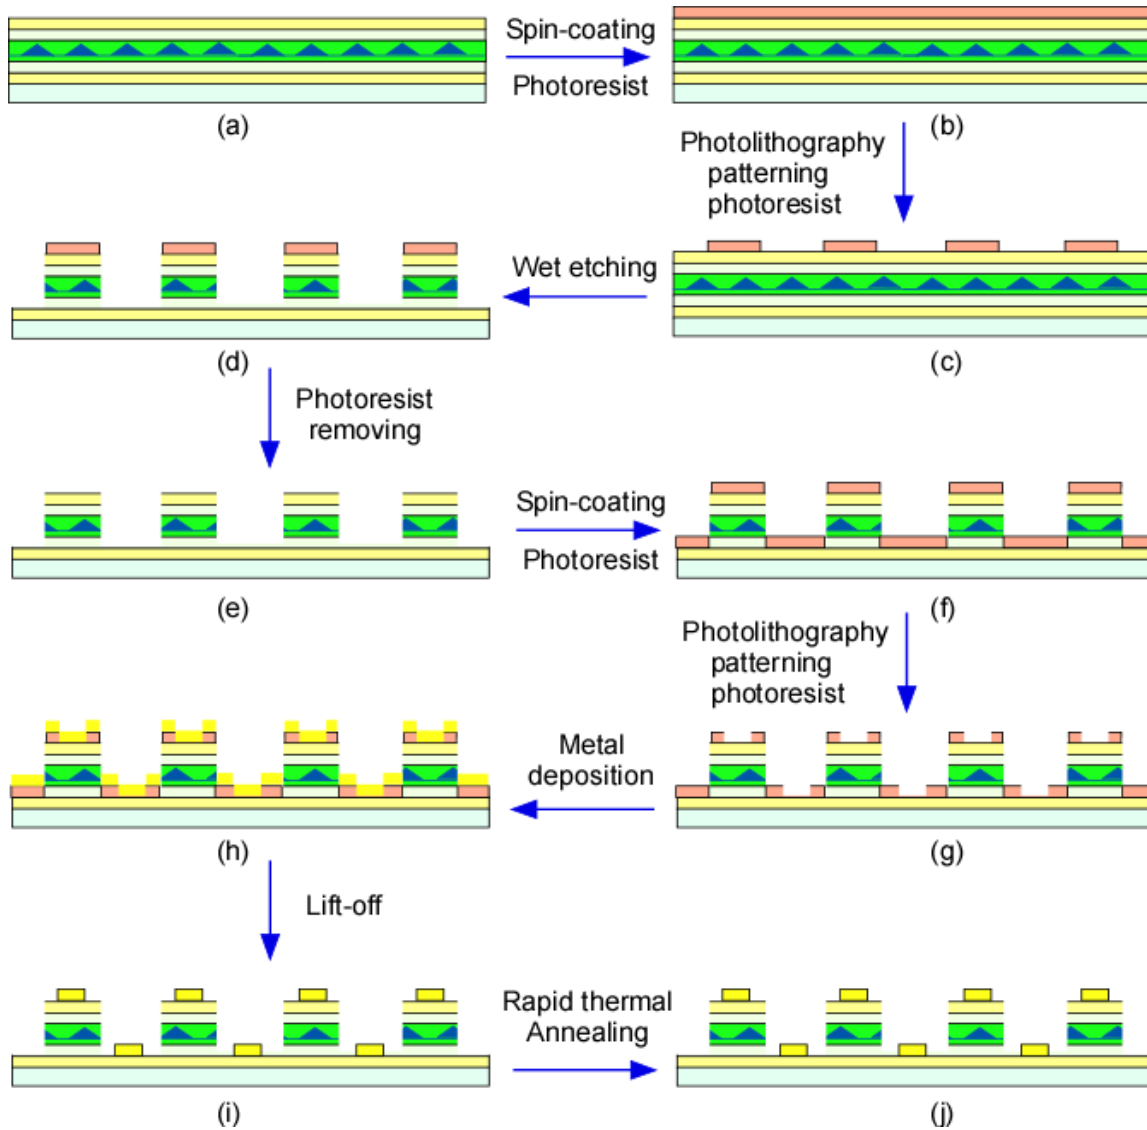 Spin-coating
Photoresist
(a)
(b)
Photolithography
patterning
photoresist
Wet etching
(c)
(d)
Photoresist
removing
(e)
Spin-coating
Photoresist
(f)
Photolithography
patterning
photoresist
(g)
Metal
deposition
(h)
Lift-off
(i)
Rapid thermal
Annealing
(j)